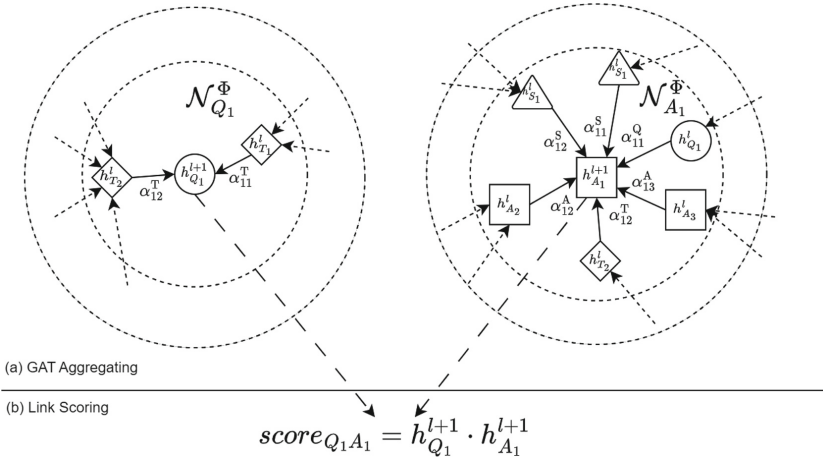 𝒩^Φ_{Q_1}
h^l_{T_1}
h^{l+1}_{Q_1}
h^l_{T_2}
α^T_{12}
α^T_{11}
h^l_{S_1}
h^l_{S_1}
𝒩^Φ_{A_1}
α^S_{12}
α^S_{11}
α^Q_{11}
h^l_{Q_1}
h^{l+1}_{A_1}
α^A_{13}
h^l_{A_2}
α^A_{12}
α^T_{12}
h^l_{A_3}
h^l_{T_2}
(a) GAT Aggregating
(b) Link Scoring
score_{Q_1A_1} = h^{l+1}_{Q_1} · h^{l+1}_{A_1}